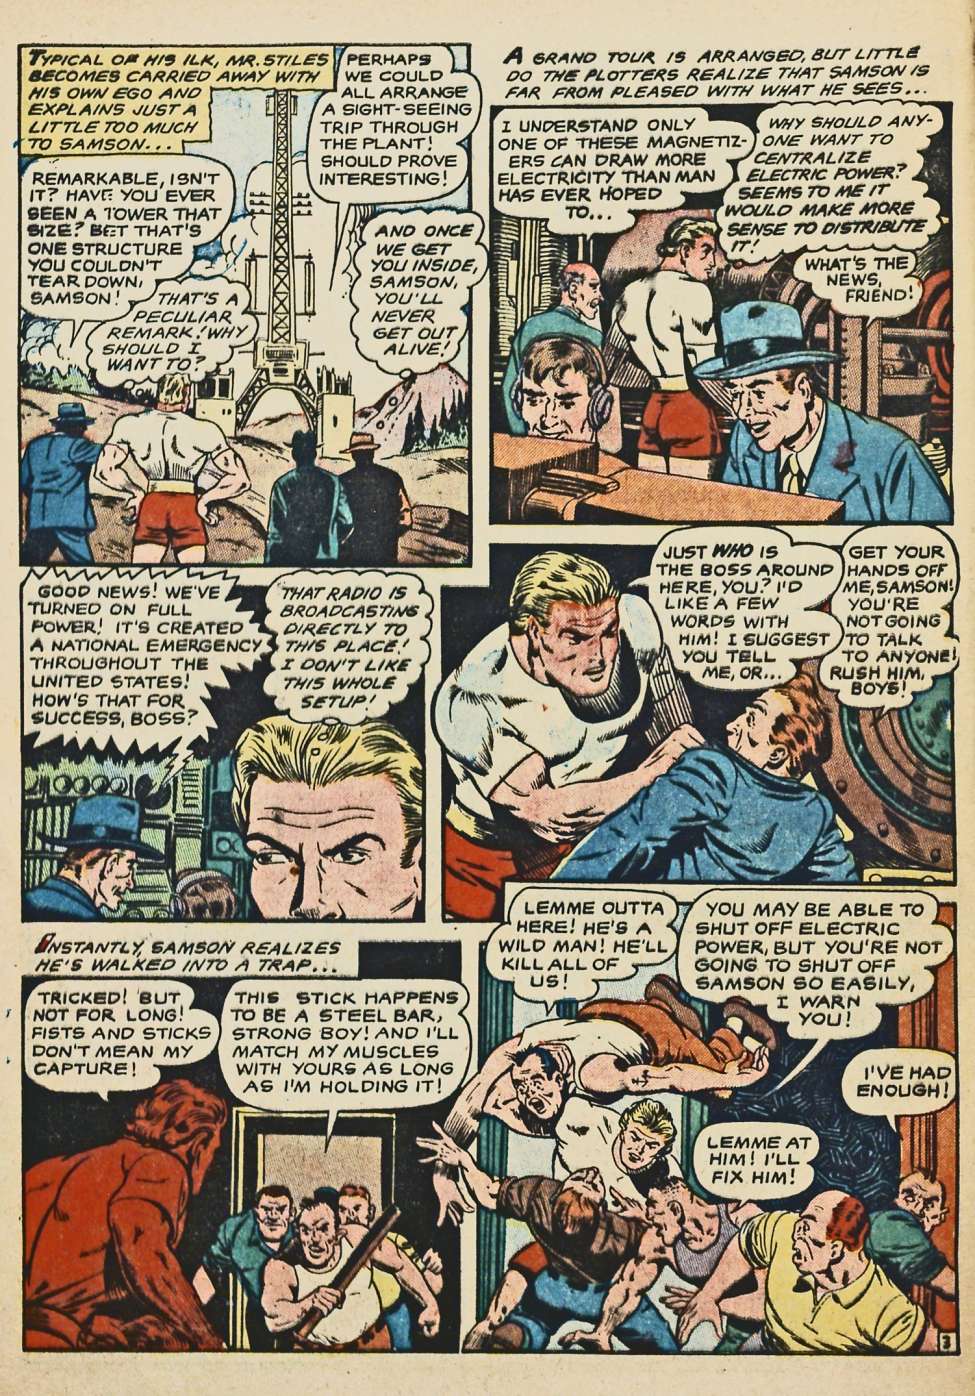 TYPICAL OF HIS ILK, MR. STILES
BECOMES CARRIED AWAY WITH
HIS OWN EGO AND
EXPLAINS JUST A
LITTLE TOO MUCH
TO SAMSON...
REMARKABLE, ISN'T
IT? HAVE YOU EVER
SEEN A TOWER THAT
SIZE? BET THAT'S
ONE STRUCTURE
YOU COULDN'T
TEAR DOWN,
SAMSON!
THAT'S A
PECULIAR
REMARK! WHY
SHOULD I
WANT TO?
PERHAPS
WE COULD
ALL ARRANGE
A SIGHT-SEEING
TRIP THROUGH
THE PLANT!
SHOULD PROVE
INTERESTING!
AND ONCE
WE GET
YOU INSIDE,
SAMSON,
YOU'LL
NEVER
GET OUT
ALIVE!
A GRAND TOUR IS ARRANGED, BUT LITTLE
DO THE PLOTTERS REALIZE THAT SAMSON IS
FAR FROM PLEASED WITH WHAT HE SEES...
I UNDERSTAND ONLY
ONE OF THESE MAGNETIZ-
ERS CAN DRAW MORE
ELECTRICITY THAN MAN
HAS EVER HOPED
TO...
WHY SHOULD ANY-
ONE WANT TO
CENTRALIZE
ELECTRIC POWER?
SEEMS TO ME IT
WOULD MAKE MORE
SENSE TO DISTRIBUTE
IT!
WHAT'S THE
NEWS,
FRIEND!
GOOD NEWS! WE'VE
TURNED ON FULL
POWER! IT'S CREATED
A NATIONAL EMERGENCY
THROUGHOUT THE
UNITED STATES!
HOW'S THAT FOR
SUCCESS, BOSS?
THAT RADIO IS
BROADCASTING
DIRECTLY TO
THIS PLACE!
I DON'T LIKE
THIS WHOLE
SETUP!
JUST WHO IS
THE BOSS AROUND
HERE, YOU? I'D
LIKE A FEW
WORDS WITH
HIM! I SUGGEST
YOU TELL
ME, OR...
GET YOUR
HANDS OFF
ME, SAMSON!
YOU'RE
NOT GOING
TO TALK
TO ANYONE!
RUSH HIM,
BOYS!
INSTANTLY, SAMSON REALIZES
HE'S WALKED INTO A TRAP...
TRICKED! BUT
NOT FOR LONG!
FISTS AND STICKS
DON'T MEAN MY
CAPTURE!
THIS STICK HAPPENS
TO BE A STEEL BAR,
STRONG BOY! AND I'LL
MATCH MY MUSCLES
WITH YOURS AS LONG
AS I'M HOLDING IT!
LEMME OUTTA
HERE! HE'S A
WILD MAN! HE'LL
KILL ALL OF
US!
YOU MAY BE ABLE TO
SHUT OFF ELECTRIC
POWER, BUT YOU'RE NOT
GOING TO SHUT OFF
SAMSON SO EASILY,
I WARN
YOU!
I'VE HAD
ENOUGH!
LEMME AT
HIM! I'LL
FIX HIM!
3